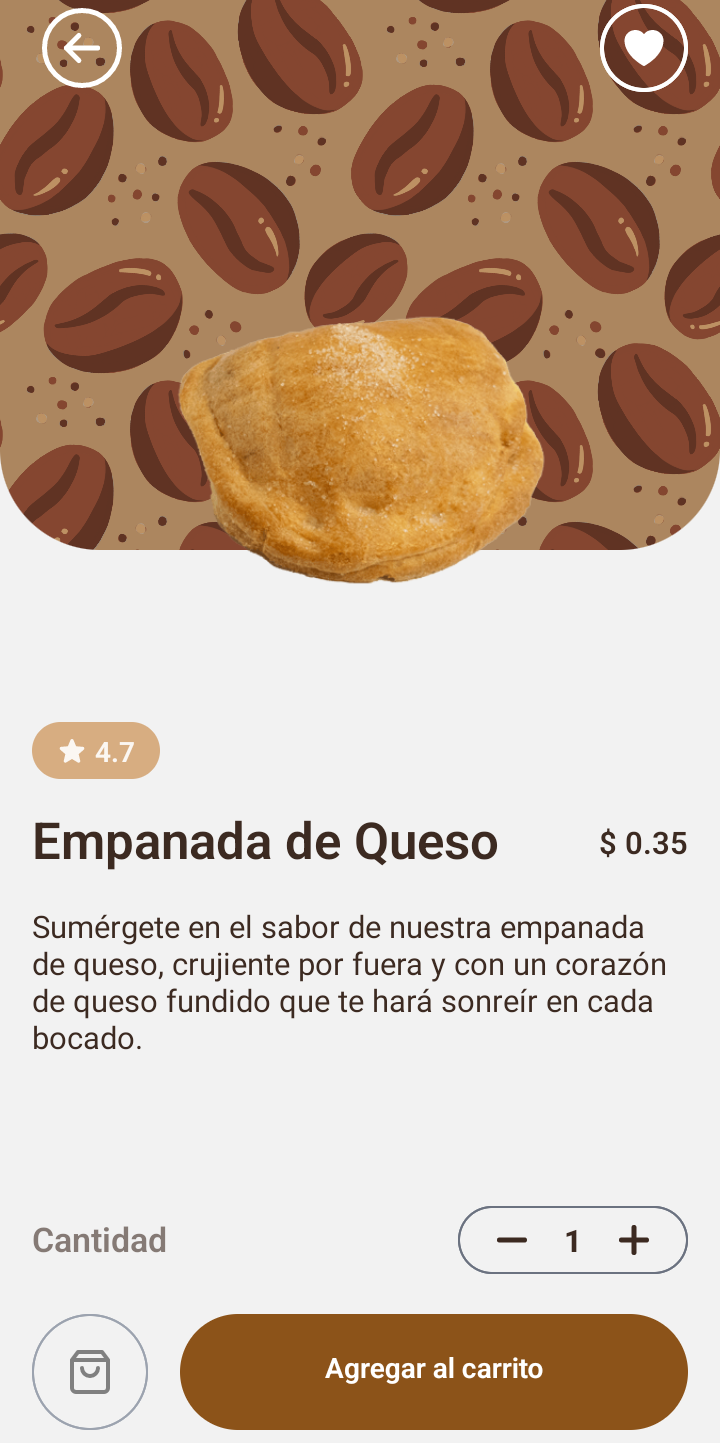 4.7
Empanada de Queso
$ 0.35
Sumérgete en el sabor de nuestra empanada
de queso, crujiente por fuera y con un corazón
de queso fundido que te hará sonreír en cada
bocado.
Cantidad
1
Agregar al carrito